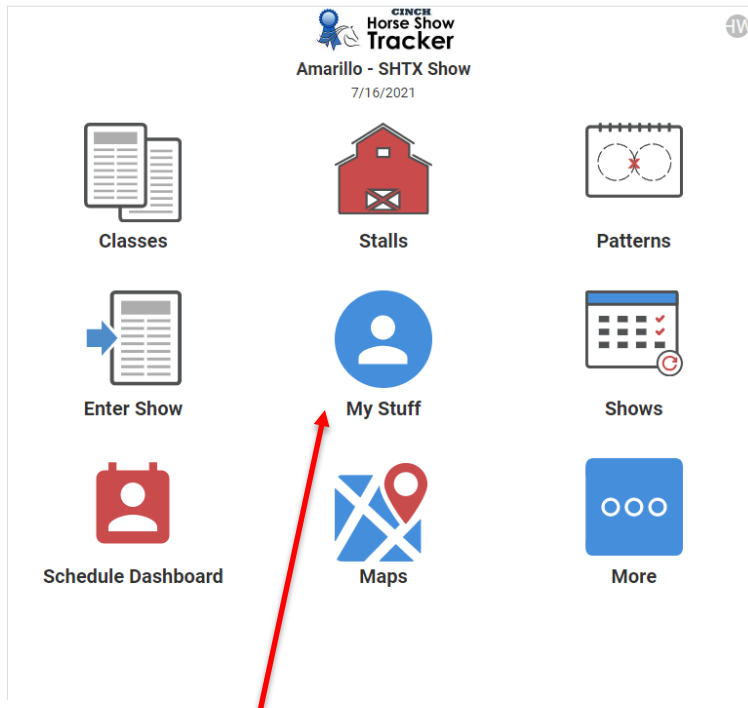 CINCH
Horse Show
Tracker
Amarillo - SHTX Show
7/16/2021
HW
Classes
Stalls
Patterns
Enter Show
My Stuff
Shows
Schedule Dashboard
Maps
More